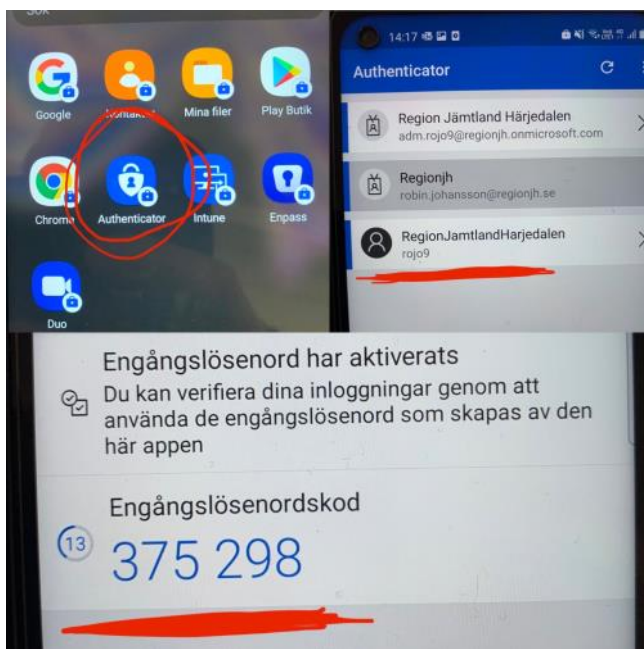 Sök
Google
Kontakter
Mina filer
Play Butik
Chrome
Authenticator
Intune
Enpass
Duo
14:17
Authenticator
Region Jämtland Härjedalen
adm.rojo9@regionjh.onmicrosoft.com
Regionjh
robin.johansson@regionjh.se
RegionJamtlandHarjedalen
rojo9
Engångslösenord har aktiverats
Du kan verifiera dina inloggningar genom att
använda de engångslösenord som skapas av den
här appen
Engångslösenordskod
13
375 298